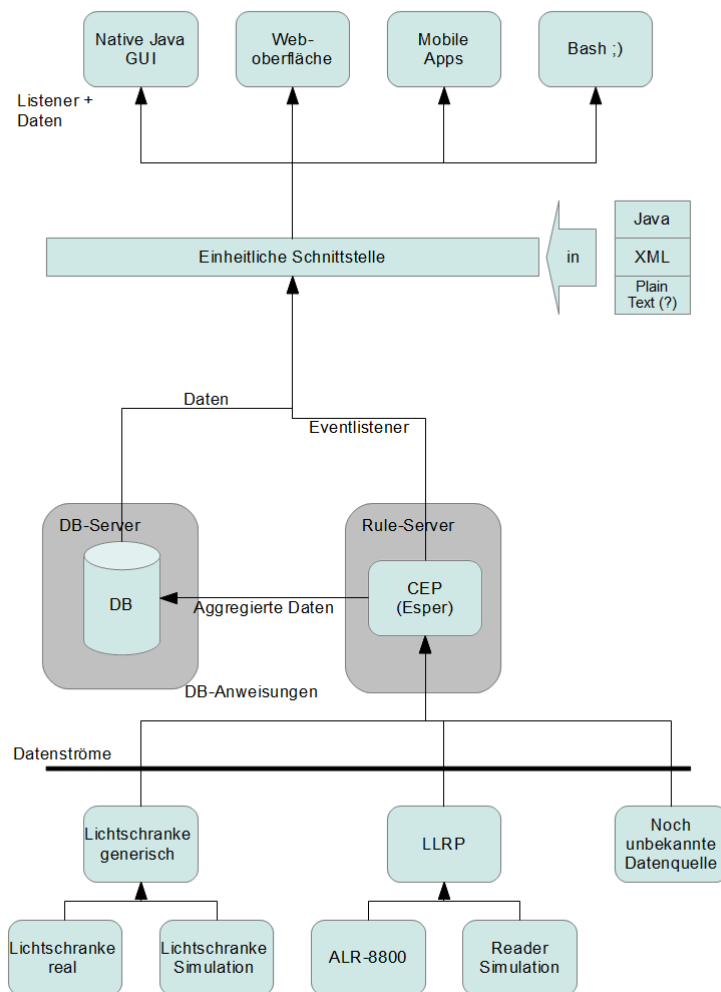 Native Java
GUI
Web-
oberfläche
Mobile
Apps
Bash ;)
Listener +
Daten
Einheitliche Schnittstelle
in
Java
XML
Plain
Text (?)
Daten
Eventlistener
DB-Server
Rule-Server
DB
Aggregierte Daten
CEP
(Esper)
DB-Anweisungen
Datenströme
Lichtschranke
generisch
LLRP
Noch
unbekannte
Datenquelle
Lichtschranke
real
Lichtschranke
Simulation
ALR-8800
Reader
Simulation